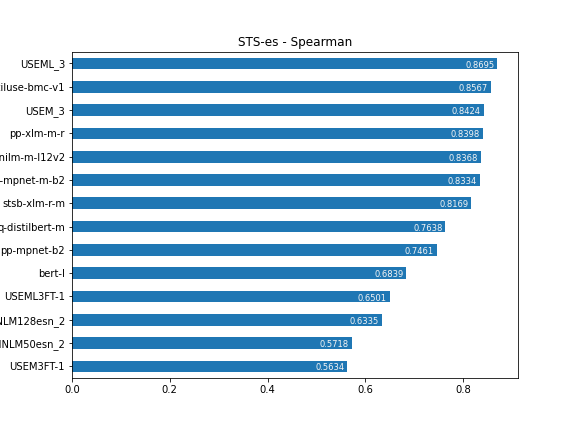 STS-es - Spearman
USEML_3 0.8695
iluse-bmc-v1 0.8567
USEM_3 0.8424
pp-xlm-m-r 0.8398
nilm-m-l12v2 0.8368
-mpnet-m-b2 0.8334
stsb-xlm-r-m 0.8169
q-distilbert-m 0.7638
pp-mpnet-b2 0.7461
bert-l 0.6839
USEML3FT-1 0.6501
NLM128esn_2 0.6335
NLM50esn_2 0.5718
USEM3FT-1 0.5634
0.0 0.2 0.4 0.6 0.8